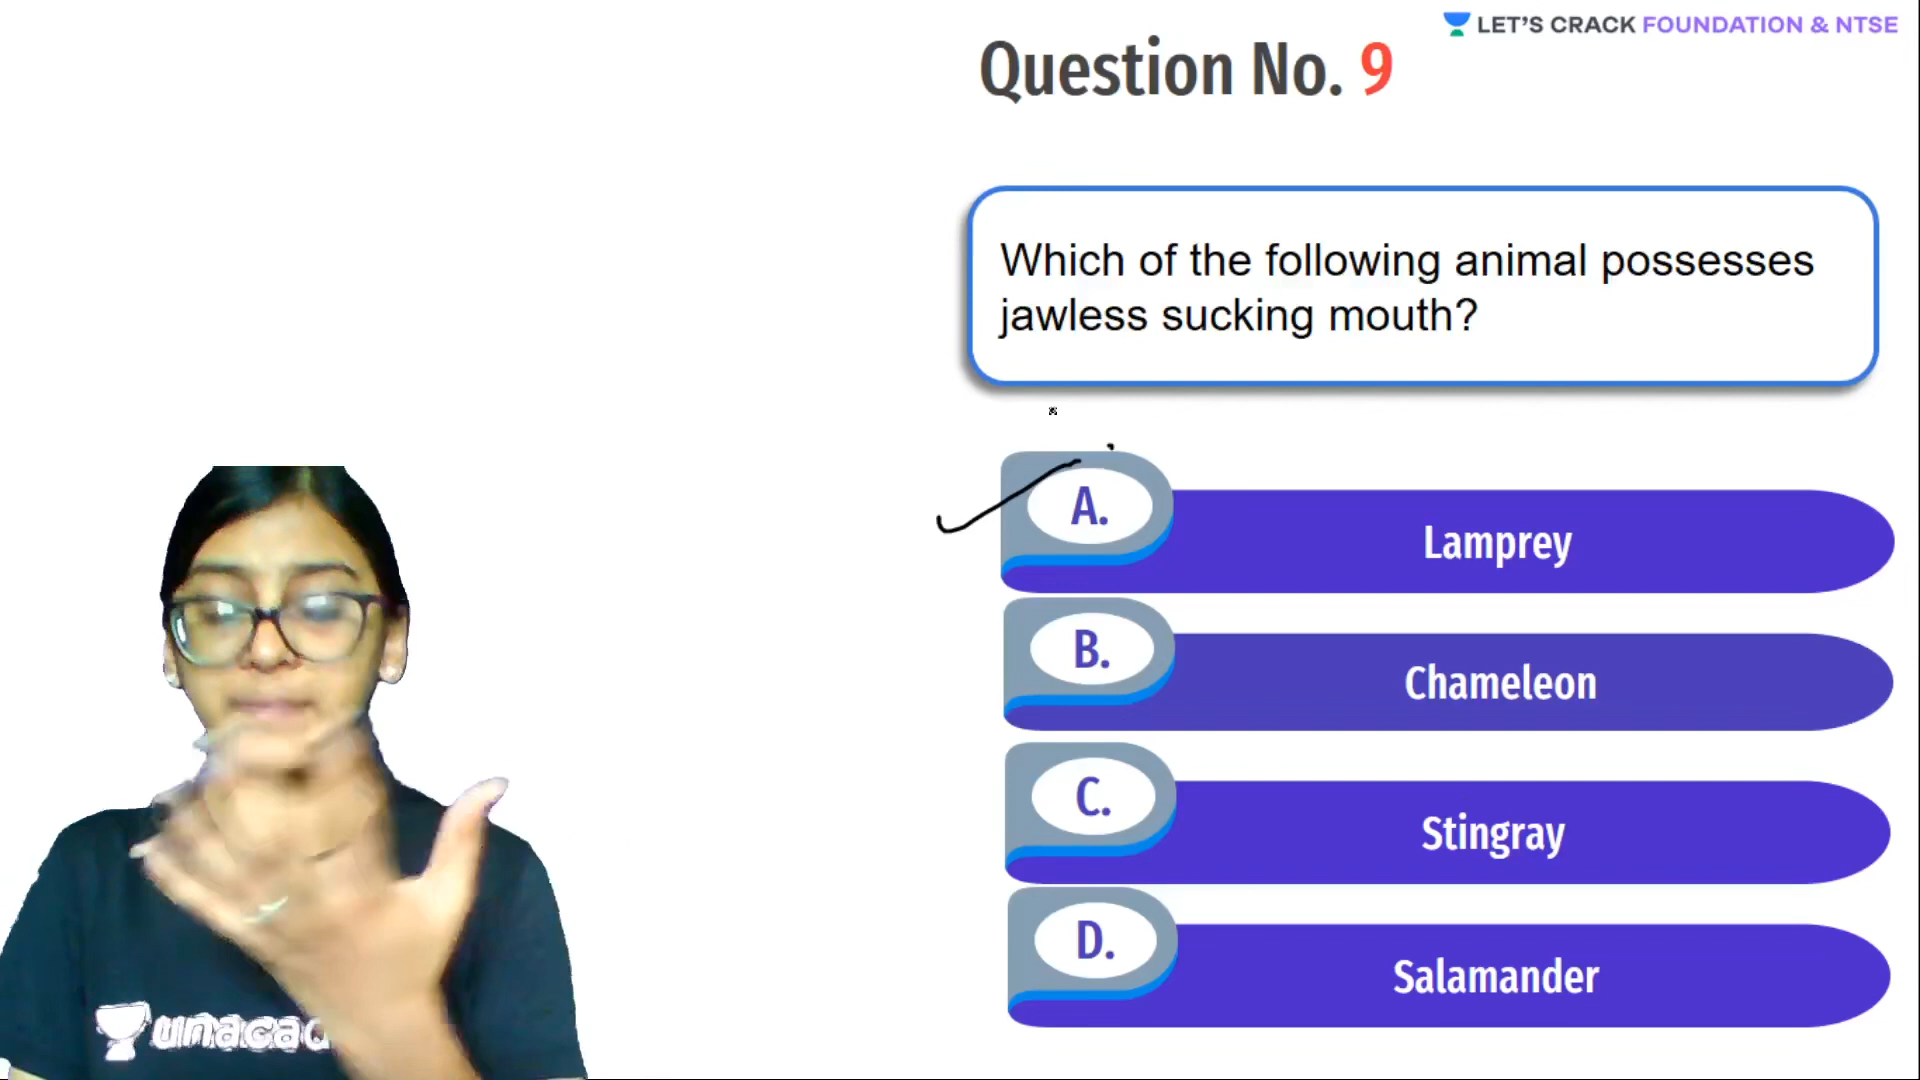 LET'S CRACK FOUNDATION & NTSE
Question No. 9
Which of the following animal possesses
jawless sucking mouth?
A. Lamprey
B. Chameleon
C. Stingray
D. Salamander